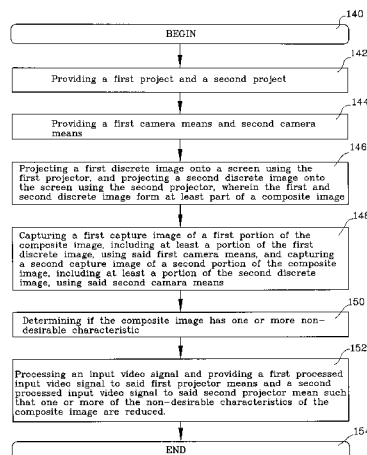 140
BEGIN
142
Providing a first project and a second project
144
Providing a first camera means and second camera
means
146
Projecting a first discrete image onto a screen using the
first projector, and projecting a second discrete image onto
the screen using the second projector, wherein the first and
second discrete image form at least part of a composite image
148
Capturing a first capture image of a first portion of the
composite image, including at least a portion of the first
discrete image, using said first camera means, and capturing
a second capture image of a second portion of the composite
image, including at least a portion of the second discrete
image, using said second camara means
150
Determining if the composite image has one or more non-
desirable characteristic
152
Processing an input video signal and providing a first processed
input video signal to said first projector means and a second
processed input video signal to said second projector mean such
that one or more of the non-desirable characteristics of the
composite image are reduced.
154
END